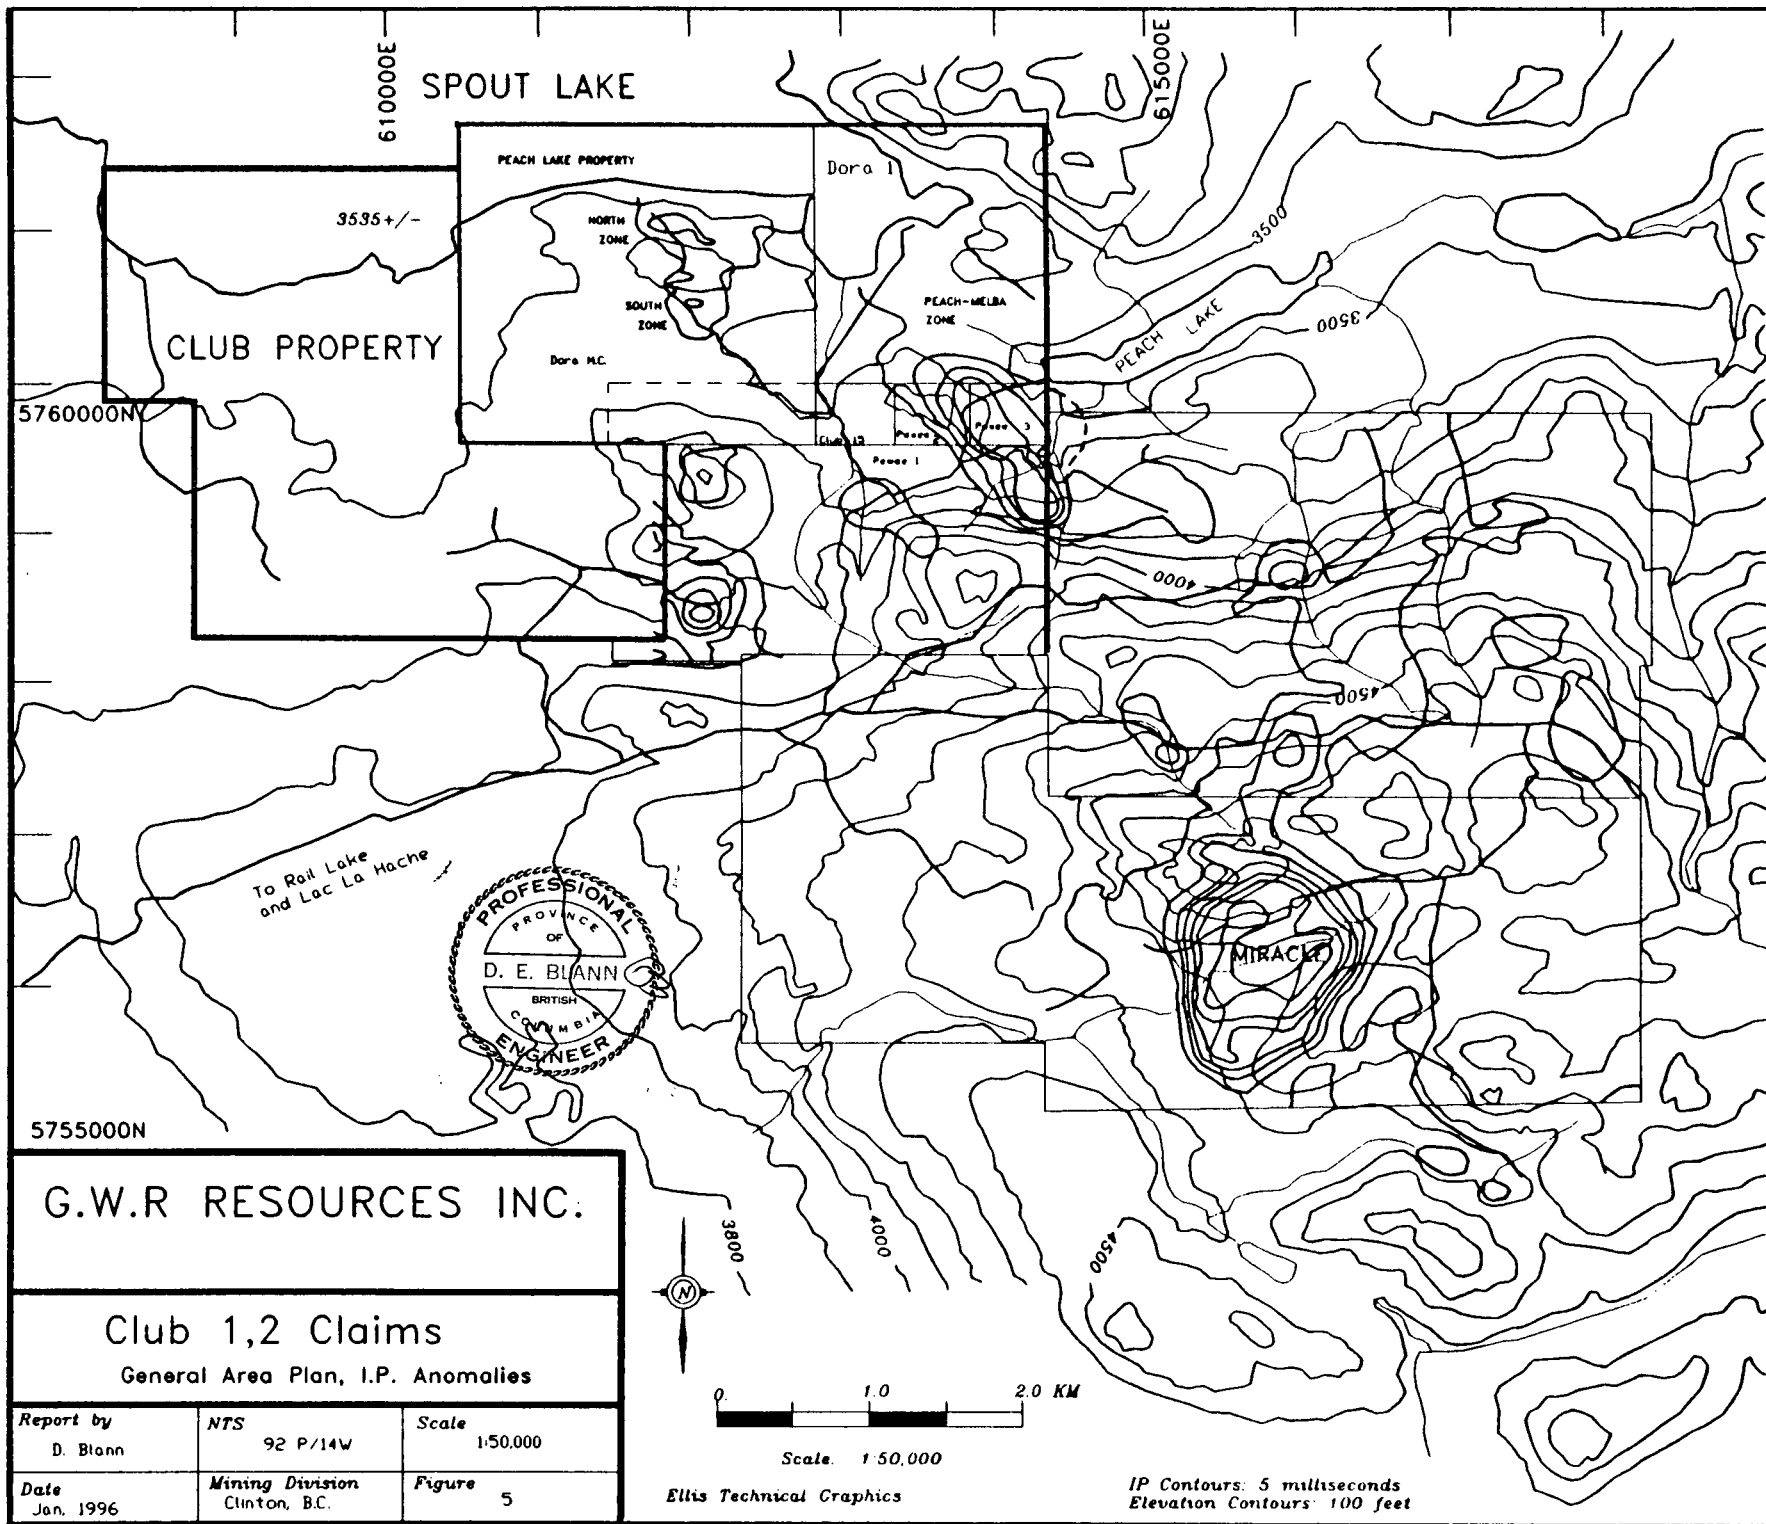 610000E
615000E
SPOUT LAKE
PEACH LAKE PROPERTY
Dora 1
3535+/-
NORTH
ZONE
3500
SOUTH
ZONE
PEACH-MELBA
ZONE
PEACH LAKE
3500
CLUB PROPERTY
Dora M.C.
5760000N
Club 12
3
1
4000
4500
To Rail Lake
and Lac La Hache
PROFESSIONAL
PROVINCE
OF
D. E. BLANN
BRITISH
COLUMBIA
ENGINEER
MIRACLE
5755000N
3800
4000
4500
G.W.R RESOURCES INC.
N
Club 1,2 Claims
General Area Plan, I.P. Anomalies
Report by
D. Blann
NTS
92 P/14W
Scale
1:50,000
Date
Jan, 1996
Mining Division
Clinton, B.C.
Figure
5
0. 1.0 2.0 KM
Scale. 1:50,000
Ellis Technical Graphics
IP Contours: 5 milliseconds
Elevation Contours: 100 feet